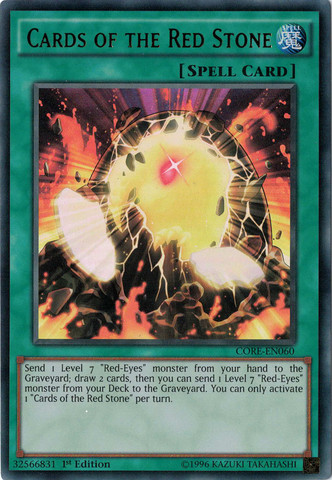 CARDS OF THE RED STONE
魔
[SPELL CARD]
CORE-EN060
Send 1 Level 7 "Red-Eyes" monster from your hand to the
Graveyard; draw 2 cards, then you can send 1 Level 7 "Red-Eyes"
monster from your Deck to the Graveyard. You can only activate
1 "Cards of the Red Stone" per turn.
32566831 1st Edition ©1996 KAZUKI TAKAHASHI